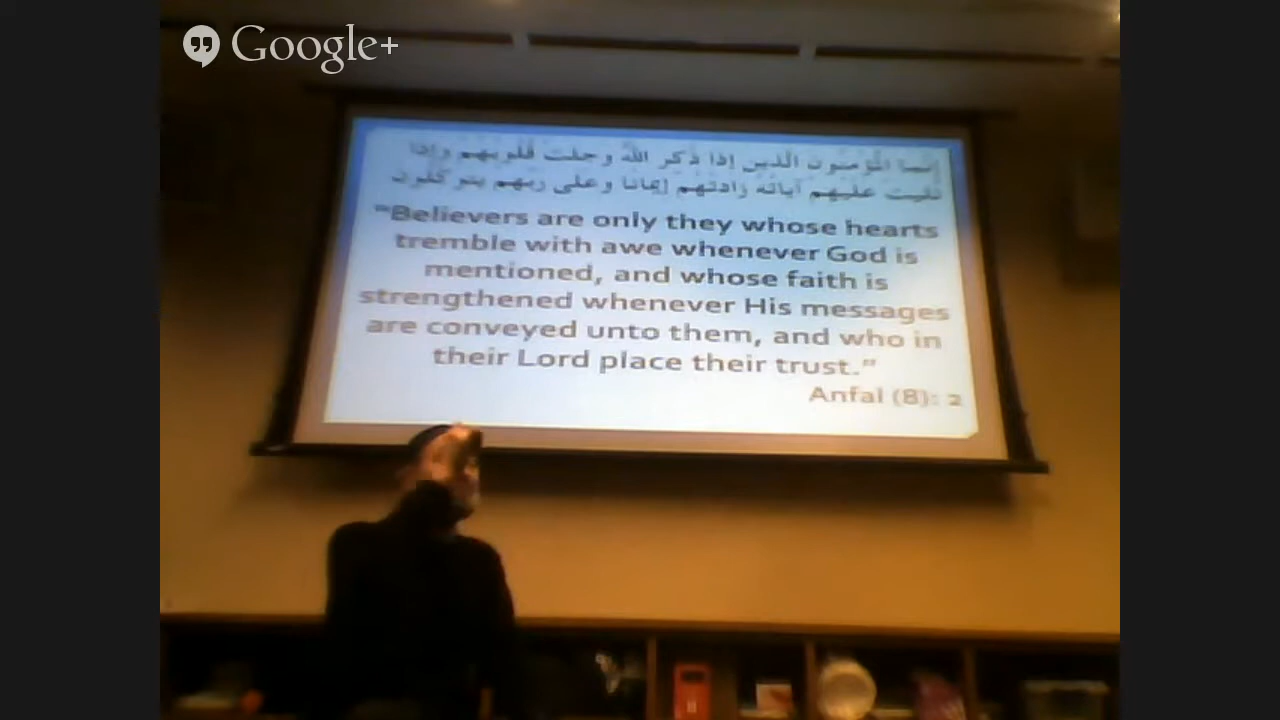 Google+
إنما المؤمنون الذين إذا ذكر الله وجلت قلوبهم وإذا
تليت عليهم آياته زادتهم إيمانا وعلى ربهم يتوكلون
"Believers are only they whose hearts
tremble with awe whenever God is
mentioned, and whose faith is
strengthened whenever His messages
are conveyed unto them, and who in
their Lord place their trust."
Anfal (8): 2